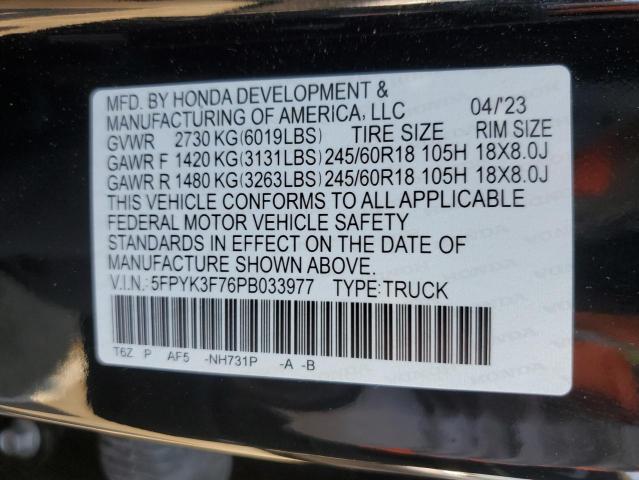 MFD. BY HONDA DEVELOPMENT &
MANUFACTURING OF AMERICA, LLC 04/'23
GVWR 2730 KG(6019LBS) TIRE SIZE RIM SIZE
GAWR F 1420 KG(3131LBS) 245/60R18 105H 18X8.0J
GAWR R 1480 KG(3263LBS) 245/60R18 105H 18X8.0J
THIS VEHICLE CONFORMS TO ALL APPLICABLE
FEDERAL MOTOR VEHICLE SAFETY
STANDARDS IN EFFECT ON THE DATE OF
MANUFACTURE SHOWN ABOVE.
V.I.N.: 5FPYK3F76PB033977 TYPE:TRUCK
T6Z P AF5 -NH731P -A -B